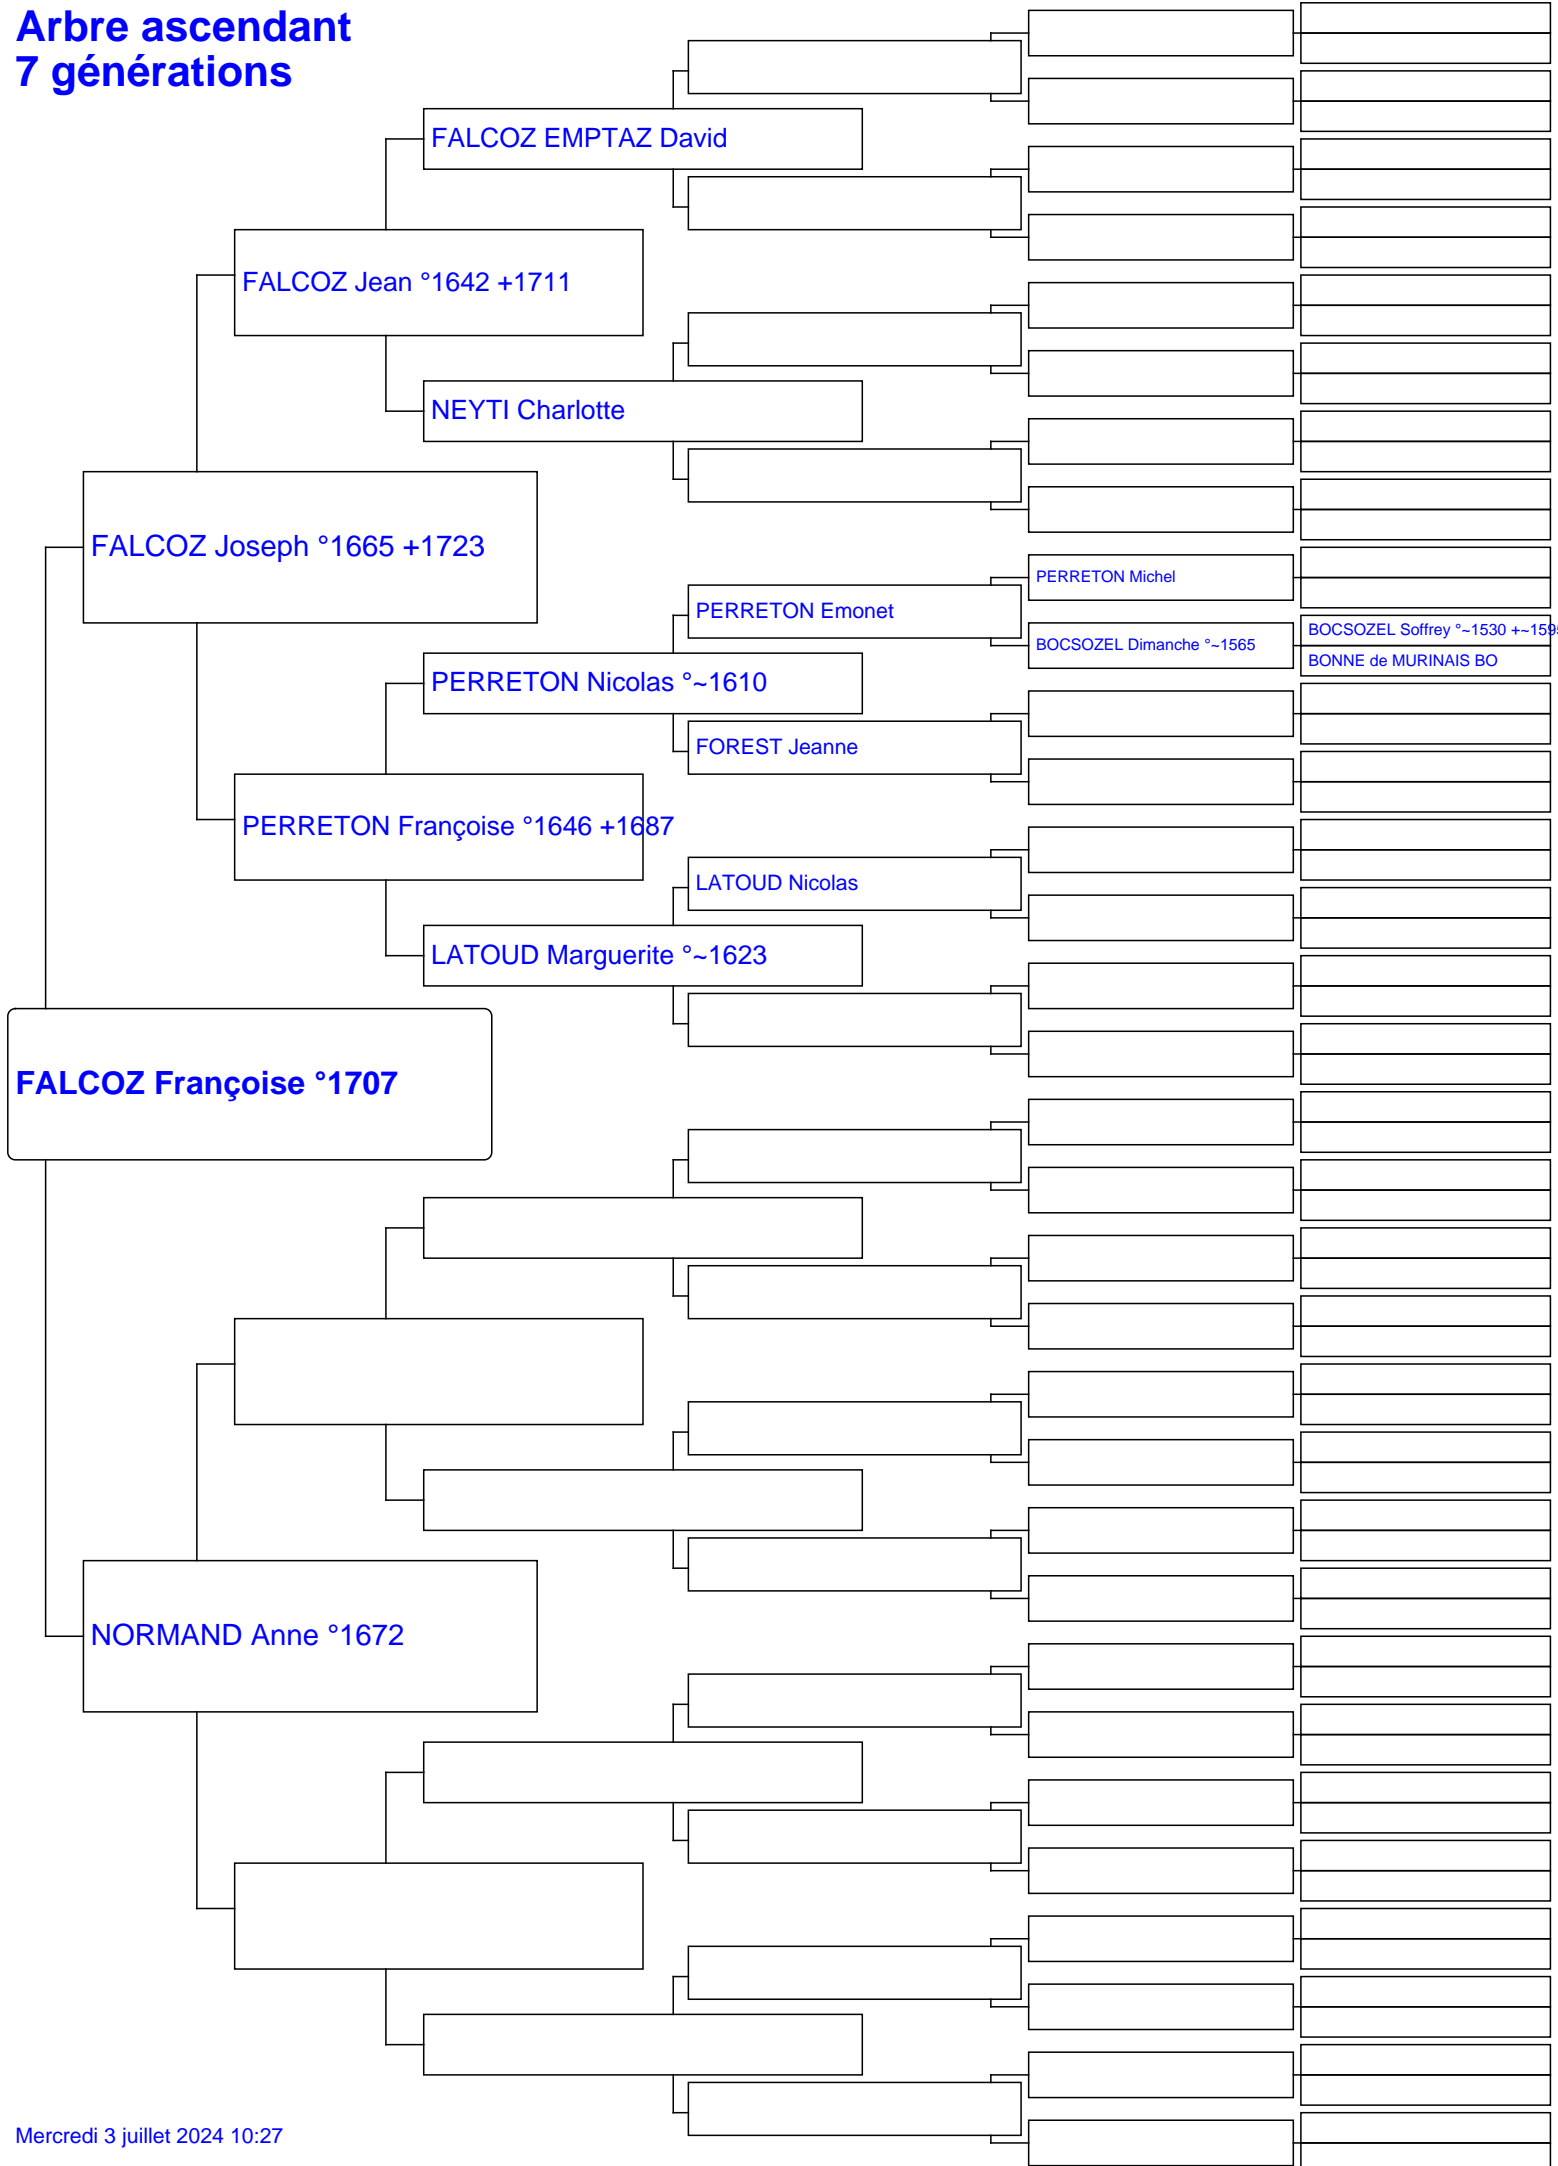 Arbre ascendant
7 générations
FALCOZ EMPTAZ David
FALCOZ Jean °1642 +1711
NEYTI Charlotte
FALCOZ Joseph °1665 +1723
PERRETON Michel
PERRETON Emonet
BOCSOZEL Soffrey °~1530 +~1595
BOCSOZEL Dimanche °~1565
BONNE de MURINAIS BO
PERRETON Nicolas °~1610
FOREST Jeanne
PERRETON Françoise °1646 +1687
LATOUD Nicolas
LATOUD Marguerite °~1623
FALCOZ Françoise °1707
NORMAND Anne °1672
Mercredi 3 juillet 2024 10:27